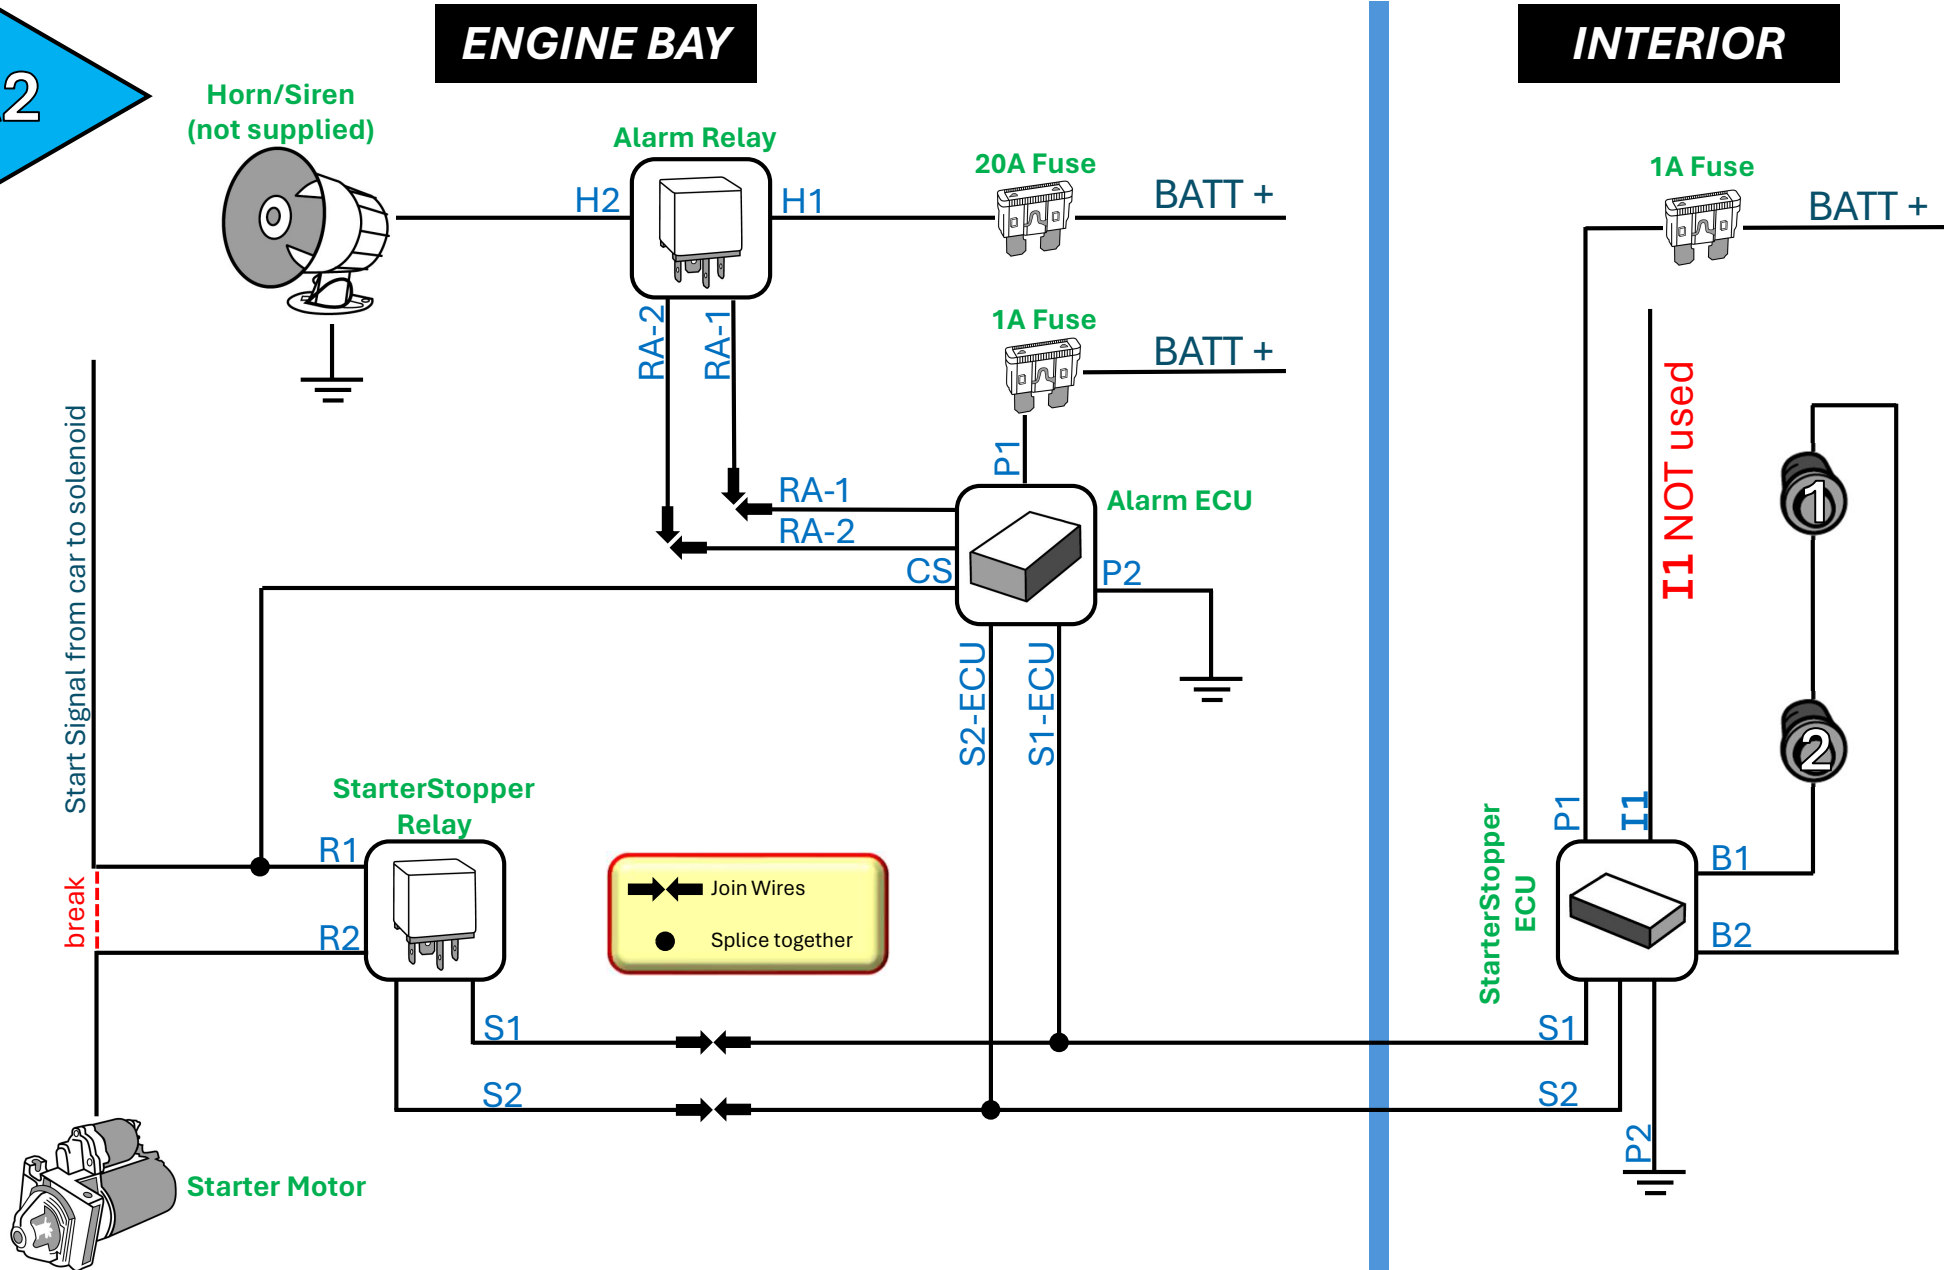 ENGINE BAY
INTERIOR
2
Horn/Siren
(not supplied)
Alarm Relay
20A Fuse
1A Fuse
H2
H1
BATT +
BATT +
RA-2
RA-1
1A Fuse
BATT +
Start Signal from car to solenoid
I1 NOT used
P1
1
RA-1
Alarm ECU
RA-2
CS
P2
S2-ECU
S1-ECU
2
StarterStopper
Relay
P1
I1
StarterStopper
ECU
R1
B1
break
Join Wires
R2
Splice together
B2
S1
S1
S2
S2
P2
Starter Motor